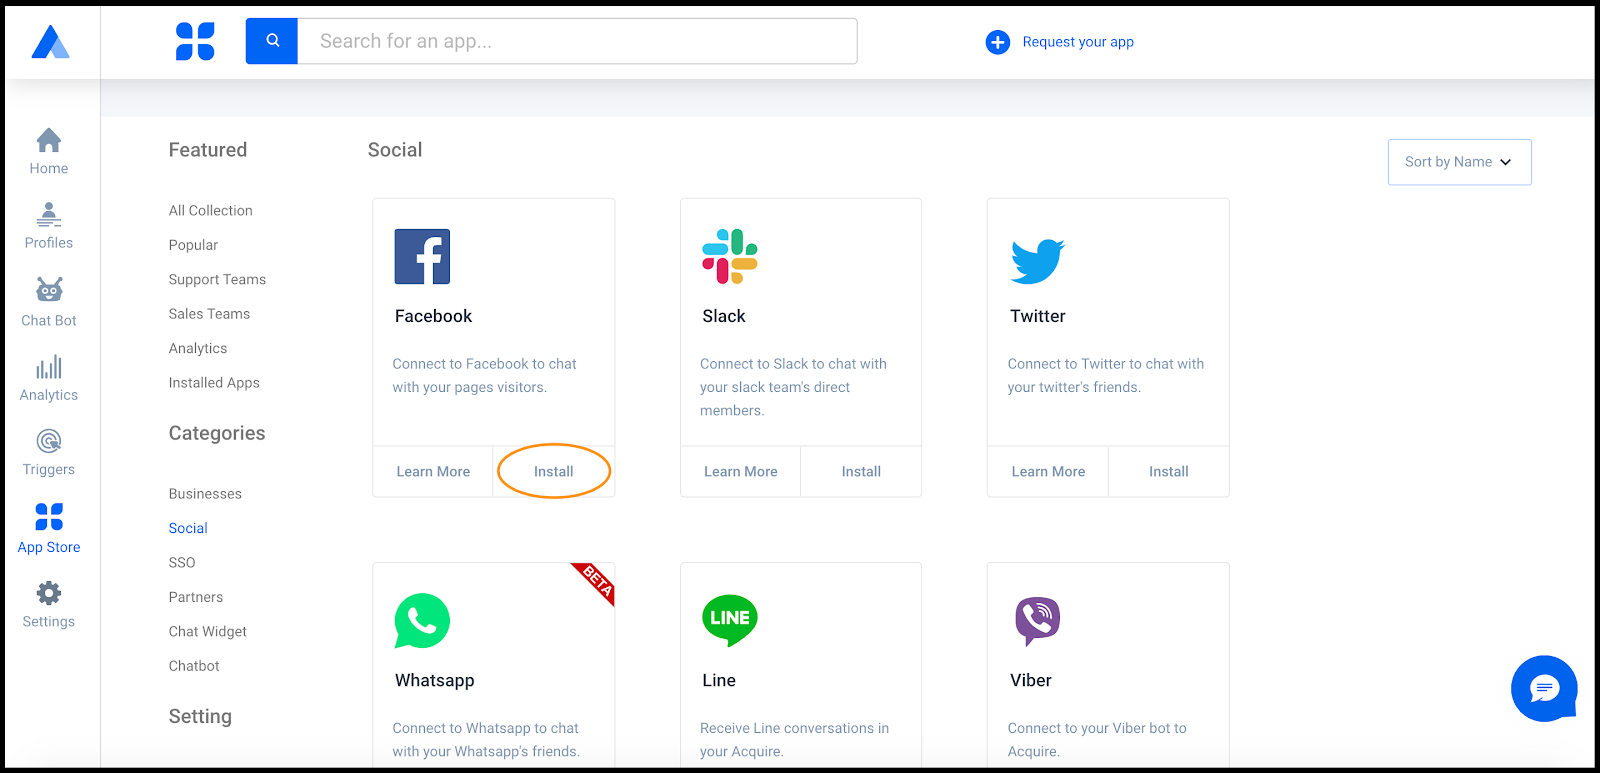 Search for an app...
Request your app
Home
Profiles
Chat Bot
Analytics
Triggers
App Store
Settings
Featured
All Collection
Popular
Support Teams
Sales Teams
Analytics
Installed Apps
Categories
Businesses
Social
SSO
Partners
Chat Widget
Chatbot
Setting
Social
Sort by Name
Facebook
Connect to Facebook to chat
with your pages visitors.
Learn More
Install
Slack
Connect to Slack to chat with
your slack team's direct
members.
Learn More
Install
Twitter
Connect to Twitter to chat with
your twitter's friends.
Learn More
Install
BETA
Whatsapp
Connect to Whatsapp to chat
with your Whatsapp's friends.
LINE
Line
Receive Line conversations in
your Acquire.
Viber
Connect to your Viber bot to
Acquire.